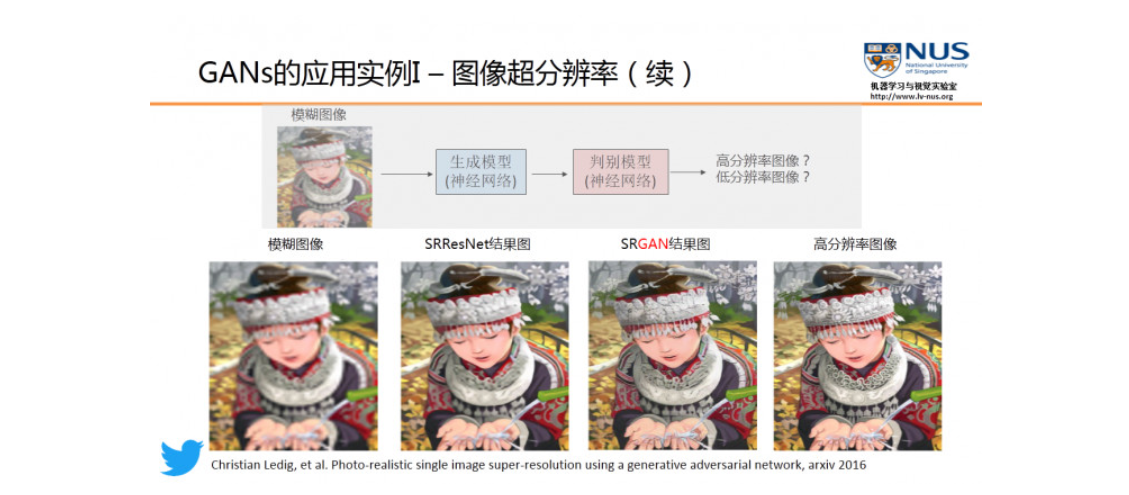 GANs的应用实例I – 图像超分辨率（续）
NUS
National University
of Singapore
机器学习与视觉实验室
http://www.lv-nus.org
模糊图像
生成模型
(神经网络)
判别模型
(神经网络)
高分辨率图像？
低分辨率图像？
模糊图像
SRResNet结果图
SRGAN结果图
高分辨率图像
Christian Ledig, et al. Photo-realistic single image super-resolution using a generative adversarial network, arxiv 2016